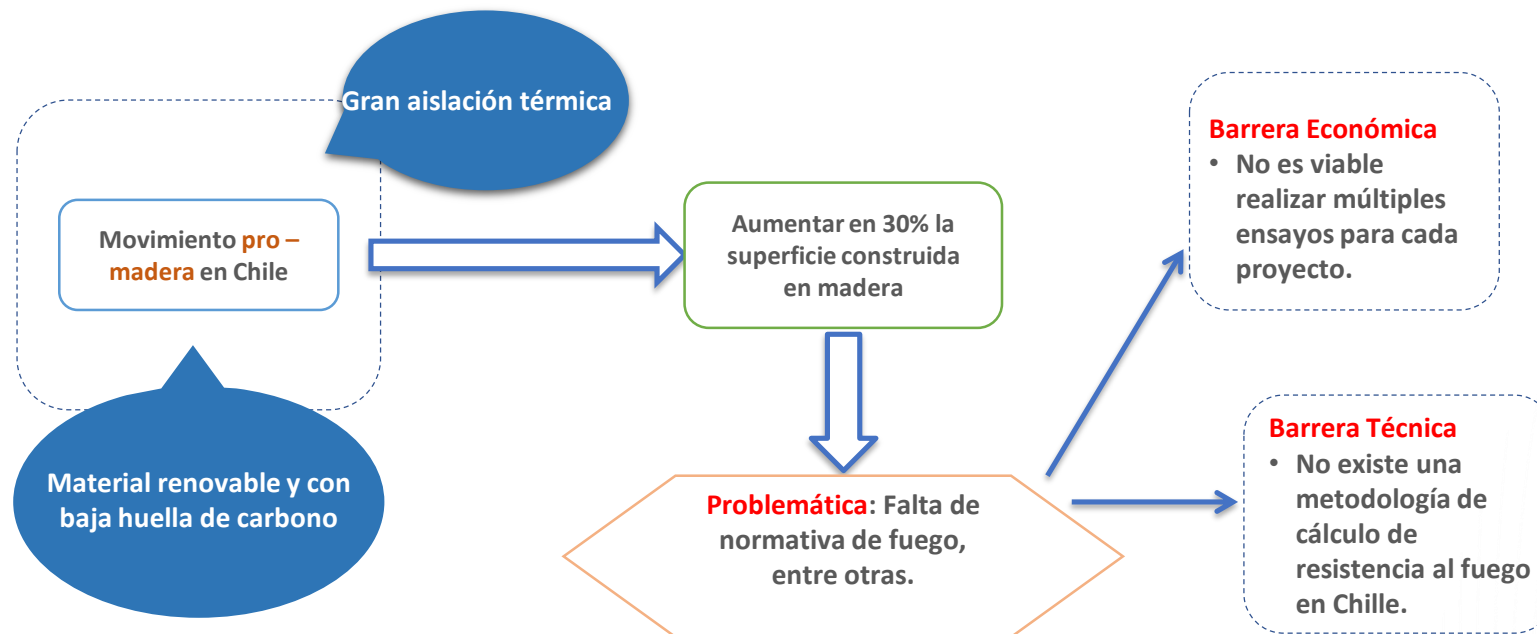 Gran aislación térmica
Movimiento pro –
madera en Chile
Material renovable y con
baja huella de carbono
Aumentar en 30% la
superficie construida
en madera
Problemática: Falta de
normativa de fuego,
entre otras.
Barrera Económica
• No es viable
realizar múltiples
ensayos para cada
proyecto.
Barrera Técnica
• No existe una
metodología de
cálculo de
resistencia al fuego
en Chille.